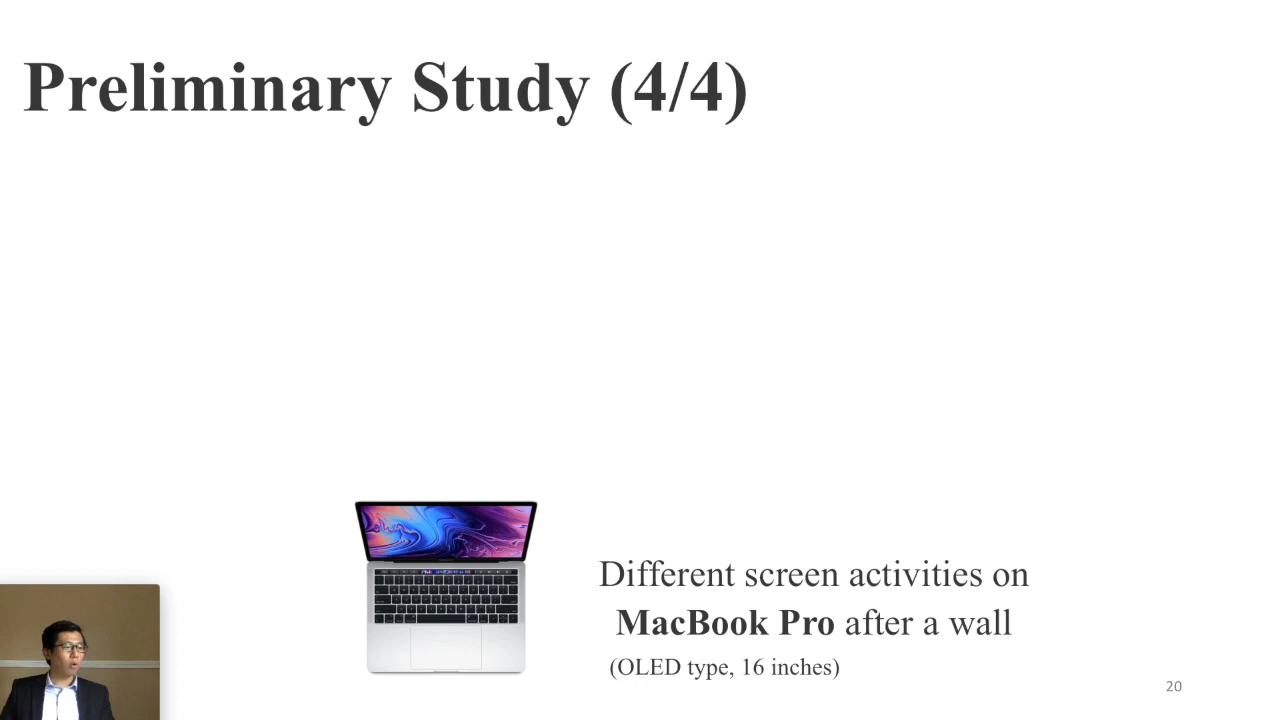 Preliminary Study (4/4)
Different screen activities on
MacBook Pro after a wall
(OLED type, 16 inches)
20